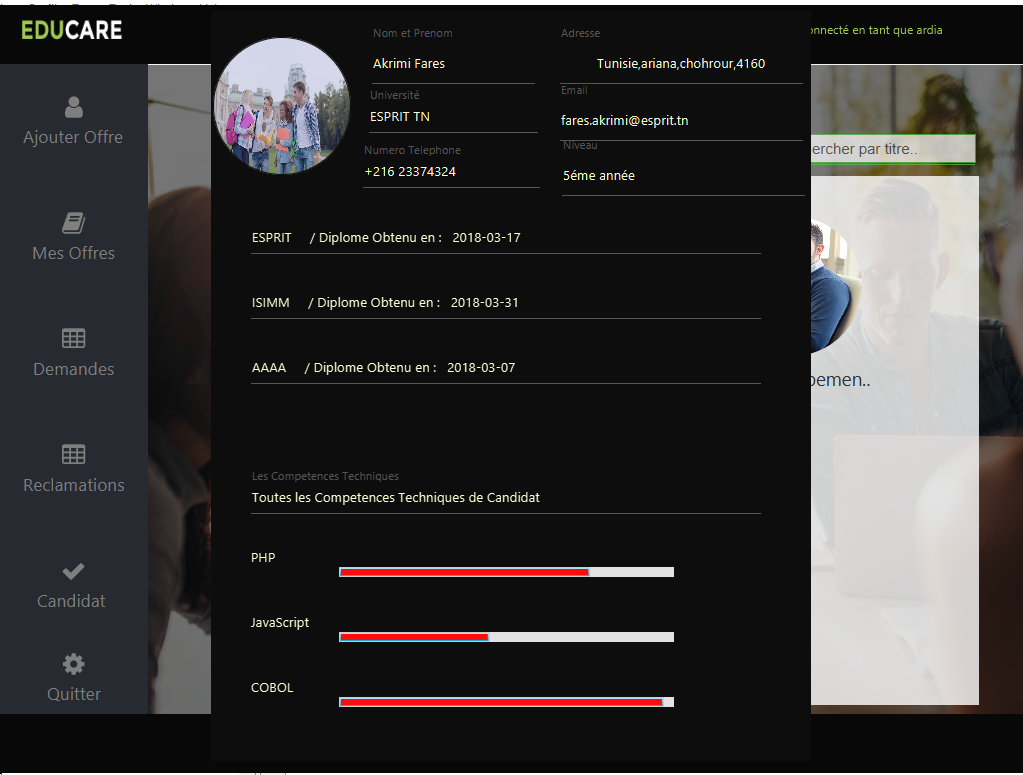 EDUCARE
onnecté en tant que ardia
Ajouter Offre
Mes Offres
Demandes
Reclamations
Candidat
Quitter
Nom et Prenom
Akrimi Fares
Adresse
Tunisie,ariana,chohrour,4160
Université
ESPRIT TN
Email
fares.akrimi@esprit.tn
Numero Telephone
+216 23374324
Niveau
5éme année
ESPRIT / Diplome Obtenu en : 2018-03-17
ISIMM / Diplome Obtenu en : 2018-03-31
AAAA / Diplome Obtenu en : 2018-03-07
Les Competences Techniques
Toutes les Competences Techniques de Candidat
PHP
JavaScript
COBOL
ercher par titre..
pemen..